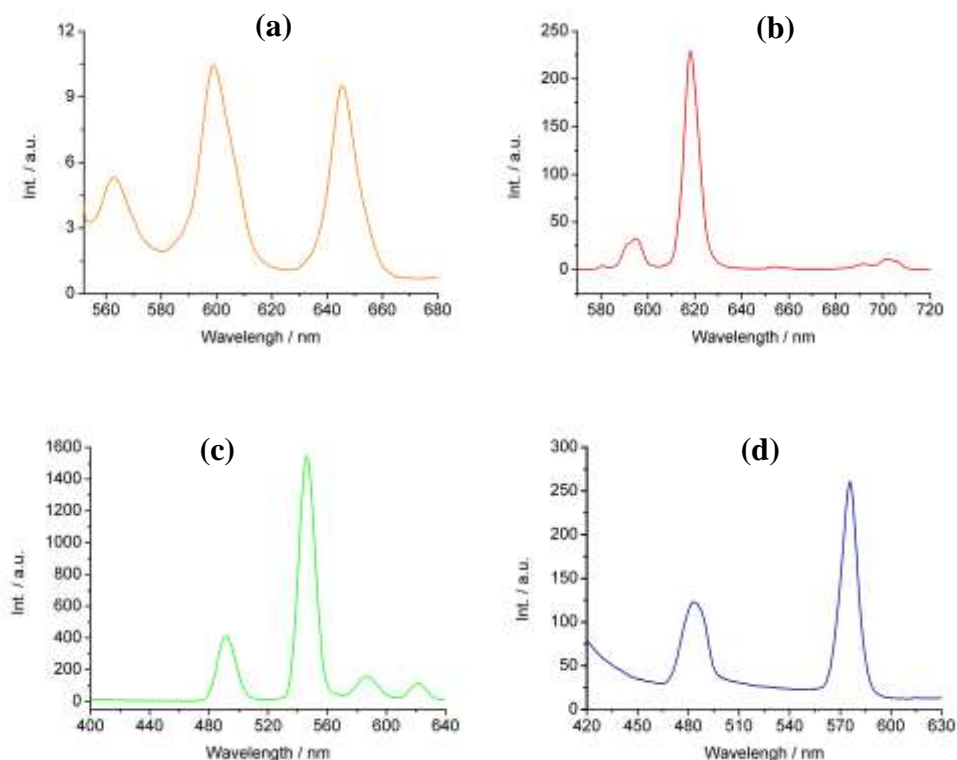 (a)
12
9
6
3
0
Int. / a.u.
560 580 600 620 640 660 680
Wavelengh / nm
(b)
250
200
150
100
50
0
Int. / a.u.
580 600 620 640 660 680 700 720
Wavelength / nm
(c)
1600
1400
1200
1000
800
600
400
200
0
Int. / a.u.
400 440 480 520 560 600 640
Wavelength / nm
(d)
300
250
200
150
100
50
0
Int. / a.u.
420 450 480 510 540 570 600 630
Wavelengh / nm